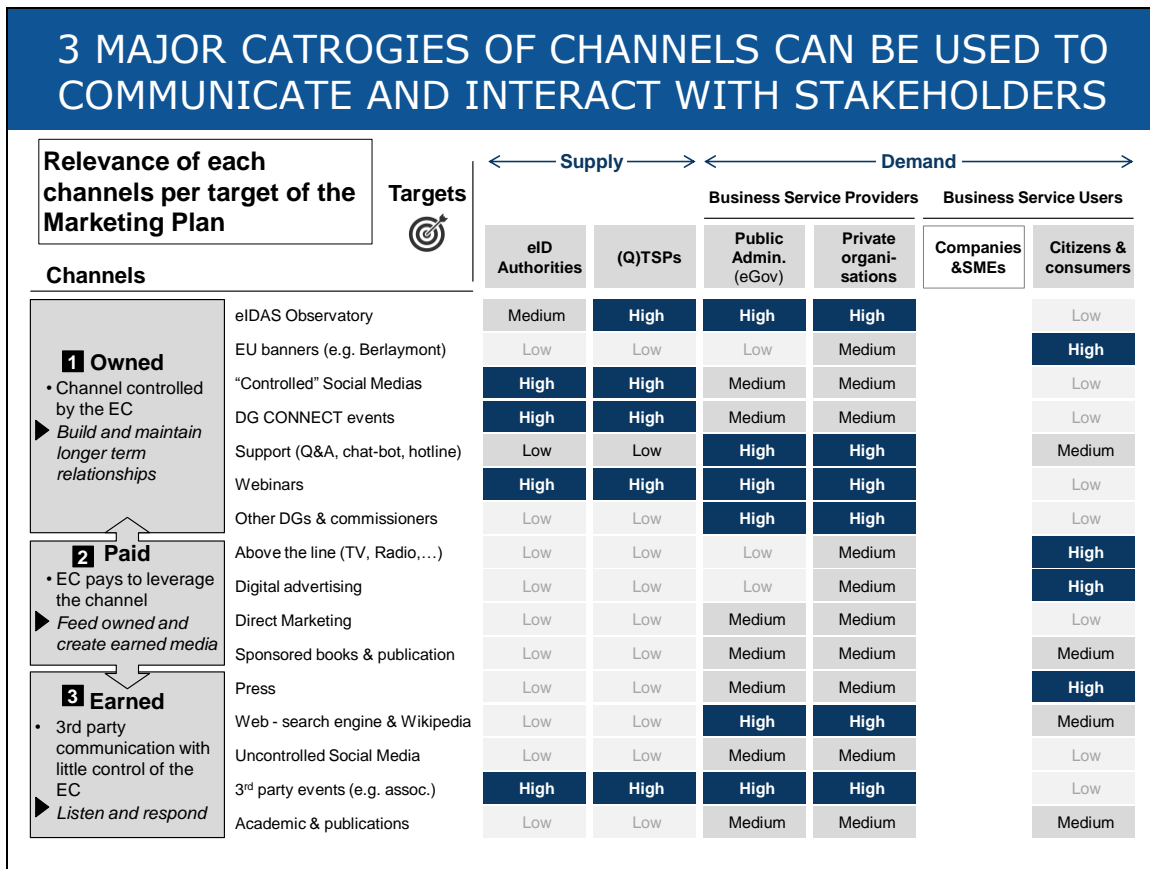 3 MAJOR CATROGIES OF CHANNELS CAN BE USED TO
COMMUNICATE AND INTERACT WITH STAKEHOLDERS
Relevance of each
channels per target of the
Marketing Plan
Targets
Channels
Supply
Demand
Business Service Providers
Business Service Users
eID
Authorities
(Q)TSPs
Public
Admin.
(eGov)
Private
organi-
sations
Companies
&SMEs
Citizens &
consumers
1 Owned
• Channel controlled
by the EC
Build and maintain
longer term
relationships
2 Paid
• EC pays to leverage
the channel
Feed owned and
create earned media
3 Earned
• 3rd party
communication with
little control of the
EC
Listen and respond
eIDAS Observatory Medium High High High Low
EU banners (e.g. Berlaymont) Low Low Low Medium High
“Controlled” Social Medias High High Medium Medium Low
DG CONNECT events High High Medium Medium Low
Support (Q&A, chat-bot, hotline) Low Low High High Medium
Webinars High High High High Low
Other DGs & commissioners Low Low High High Low
Above the line (TV, Radio,…) Low Low Low Medium High
Digital advertising Low Low Low Medium High
Direct Marketing Low Low Medium Medium Low
Sponsored books & publication Low Low Medium Medium Medium
Press Low Low Medium Medium High
Web - search engine & Wikipedia Low Low High High Medium
Uncontrolled Social Media Low Low Medium Medium Low
3rd party events (e.g. assoc.) High High High High Low
Academic & publications Low Low Medium Medium Medium